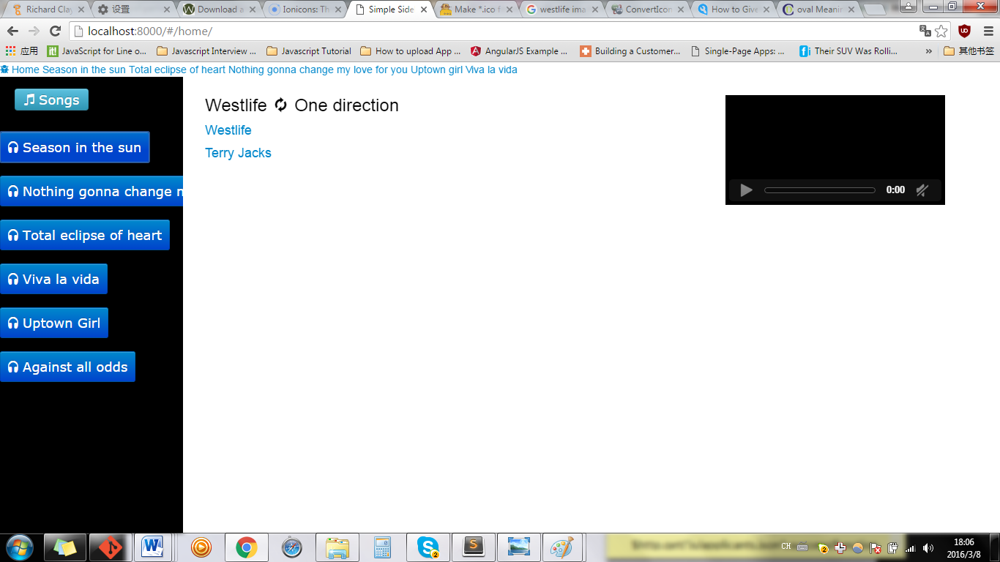 Richard Clay
设置
Download a
Ionicons: Th
Simple Side
Make *.ico f
westlife ima
ConvertIcon
How to Give
oval Meanin
localhost:8000/#/home/
应用
JavaScript for Line o...
Javascript Interview ...
Javascript Tutorial
How to upload App ...
AngularJS Example ...
Building a Customer...
Single-Page Apps: ...
Their SUV Was Rolli...
»
其他书签
Home Season in the sun Total eclipse of heart Nothing gonna change my love for you Uptown girl Viva la vida
Songs
Season in the sun
Nothing gonna change
Total eclipse of heart
Viva la vida
Uptown Girl
Against all odds
Westlife One direction
Westlife
Terry Jacks
0:00
CH
18:06
2016/3/8